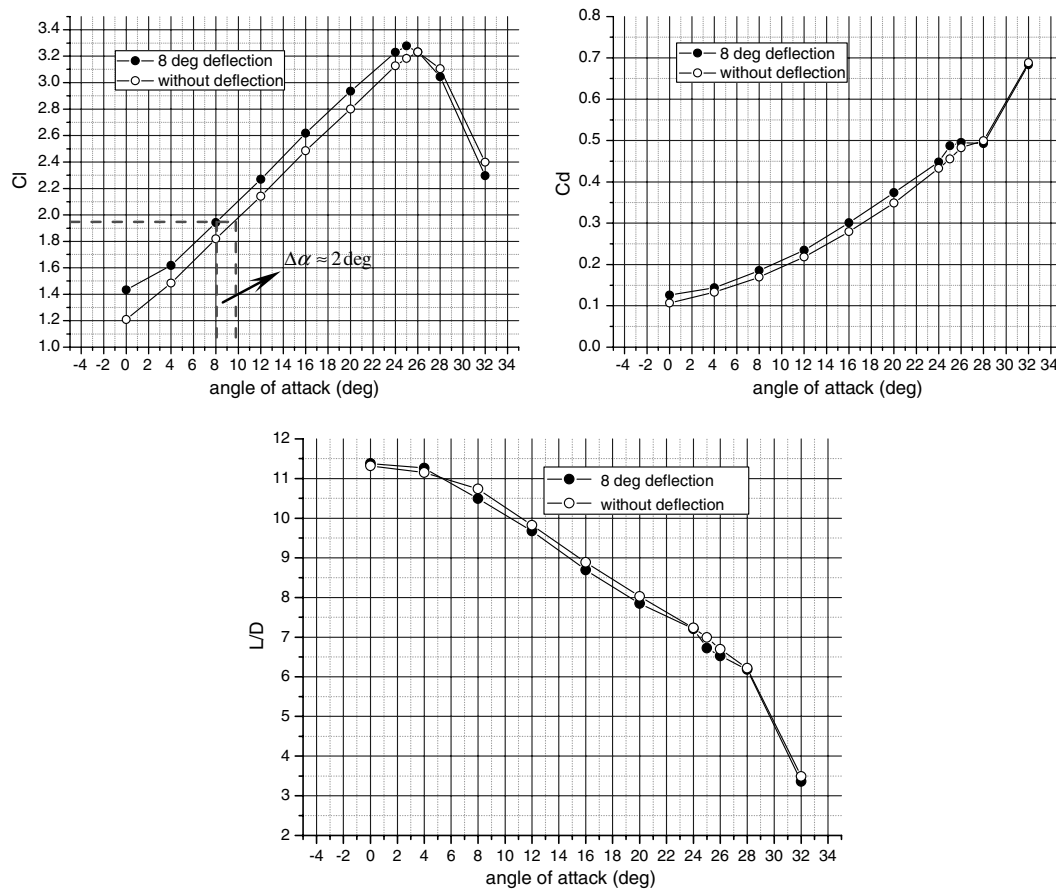 3.4
3.2
3.0
2.8
2.6
2.4
2.2
2.0
1.8
1.6
1.4
1.2
1.0
Cl
8 deg deflection
without deflection
Δα ≈ 2 deg
-4 -2 0 2 4 6 8 10 12 14 16 18 20 22 24 26 28 30 32 34
angle of attack (deg)
0.8
0.7
0.6
0.5
0.4
0.3
0.2
0.1
0.0
Cd
8 deg deflection
without deflection
-4 -2 0 2 4 6 8 10 12 14 16 18 20 22 24 26 28 30 32 34
angle of attack (deg)
12
11
10
9
8
7
6
5
4
3
2
L/D
8 deg deflection
without deflection
-4 -2 0 2 4 6 8 10 12 14 16 18 20 22 24 26 28 30 32 34
angle of attack (deg)